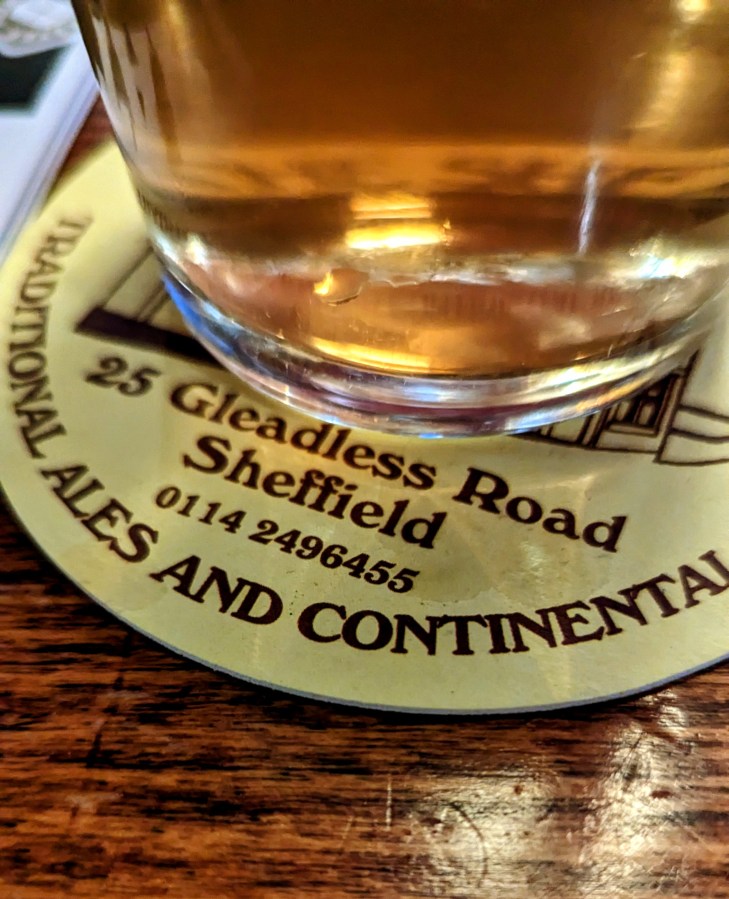 25 Gleadless Road
Sheffield
0114 2496455
TRADITIONAL ALES AND CONTINENTAL